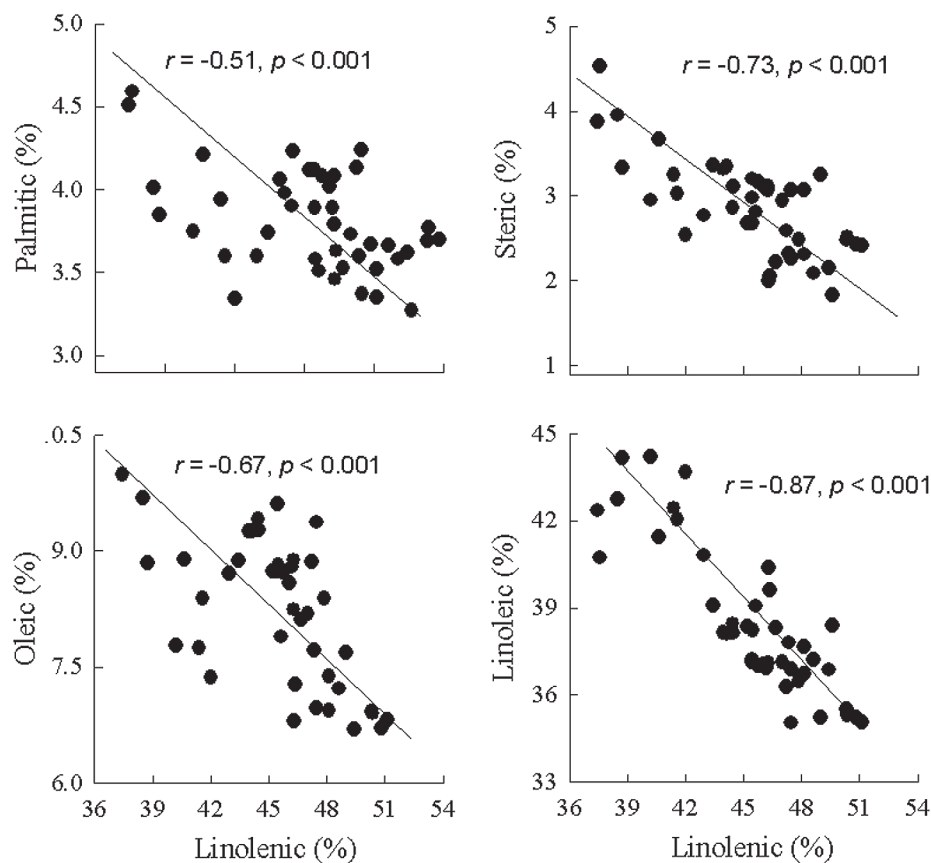 5.0
4.5
4.0
3.5
3.0
Palmitic (%)
r = -0.51, p < 0.001
5
4
3
2
1
Steric (%)
r = -0.73, p < 0.001
.0.5
9.0
7.5
6.0
Oleic (%)
r = -0.67, p < 0.001
36 39 42 45 48 51 54
Linolenic (%)
45
42
39
36
33
Linoleic (%)
r = -0.87, p < 0.001
36 39 42 45 48 51 54
Linolenic (%)